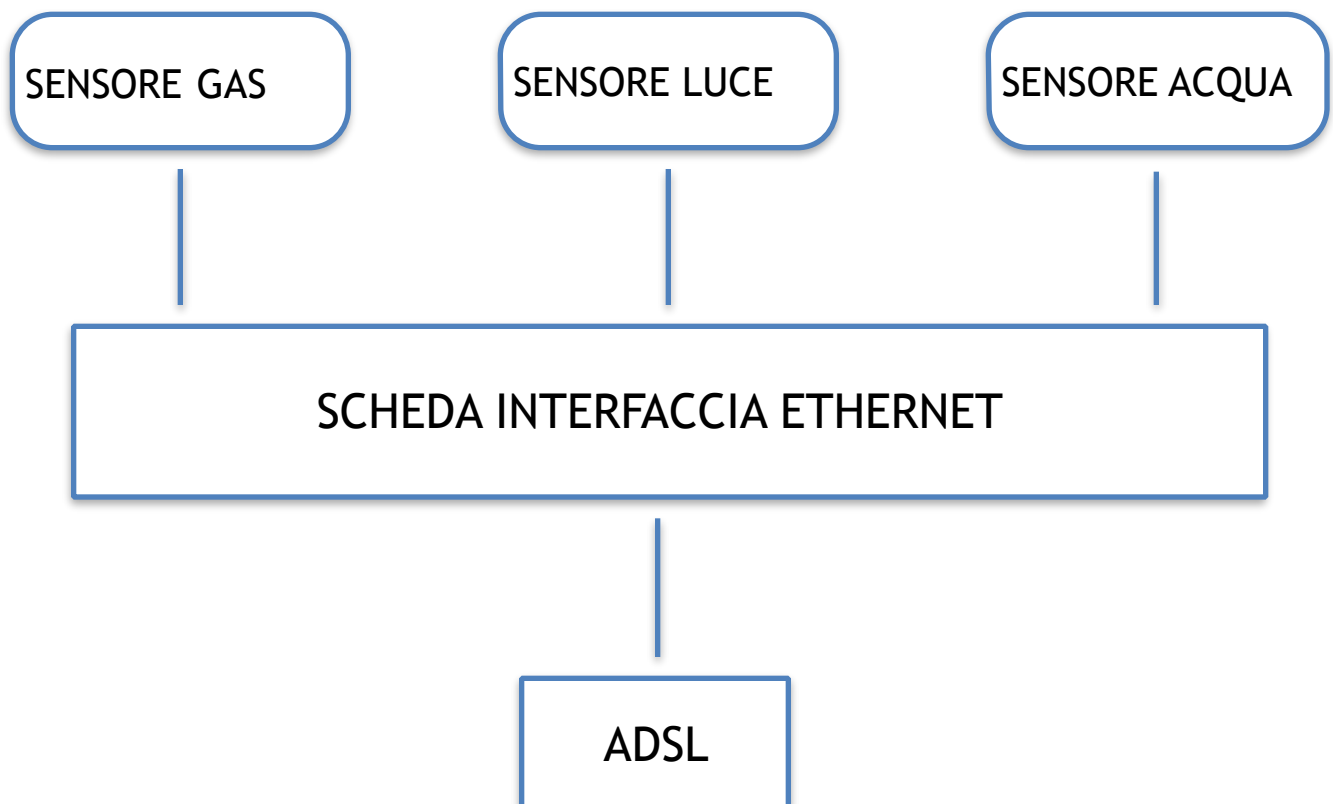 SENSORE GAS
SENSORE LUCE
SENSORE ACQUA
SCHEDA INTERFACCIA ETHERNET
ADSL